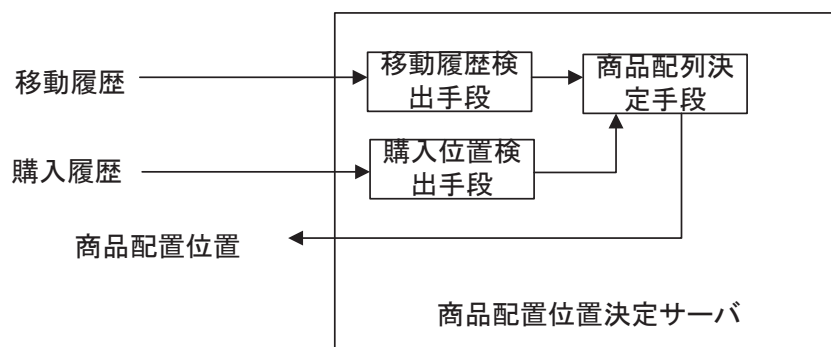 移動履歴
移動履歴検
出手段
商品配列決
定手段
購入履歴
購入位置検
出手段
商品配置位置
商品配置位置決定サーバ